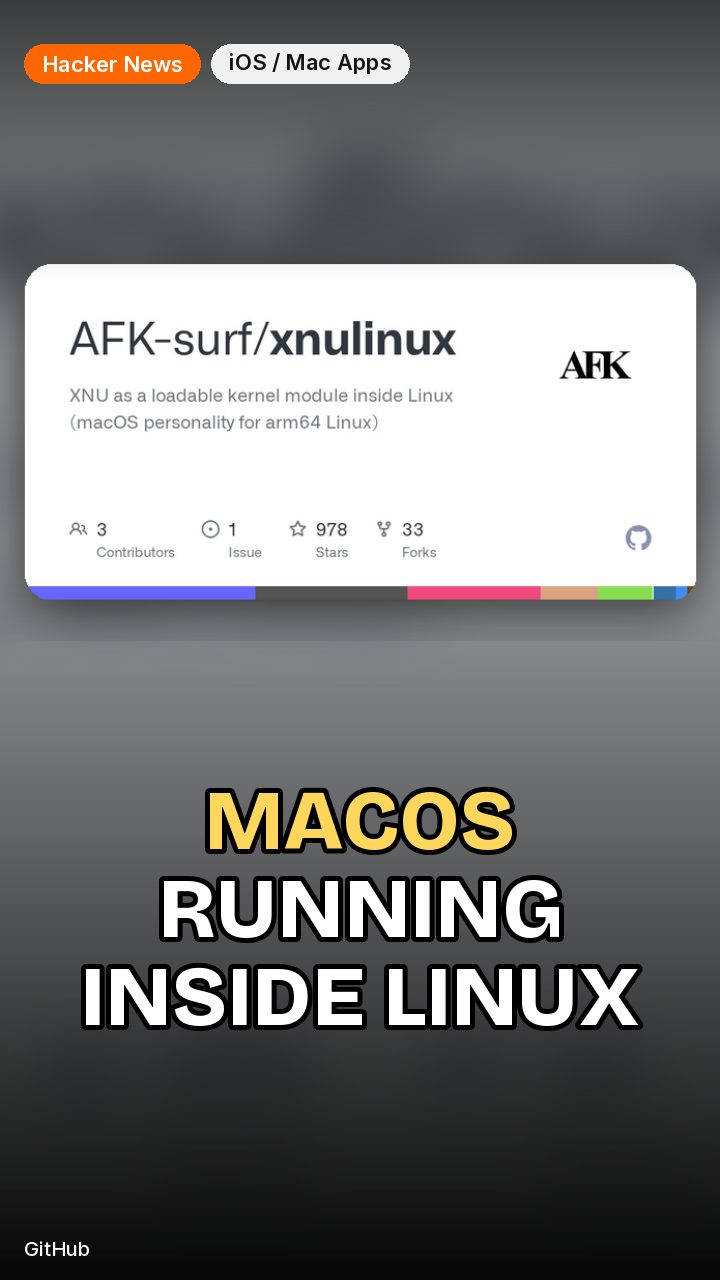 Hacker News
iOS / Mac Apps
AFK-surf/xnulinux
AFK
XNU as a loadable kernel module inside Linux
(macOS personality for arm64 Linux)
3
Contributors
1
Issue
978
Stars
33
Forks
MACOS
RUNNING
INSIDE LINUX
GitHub